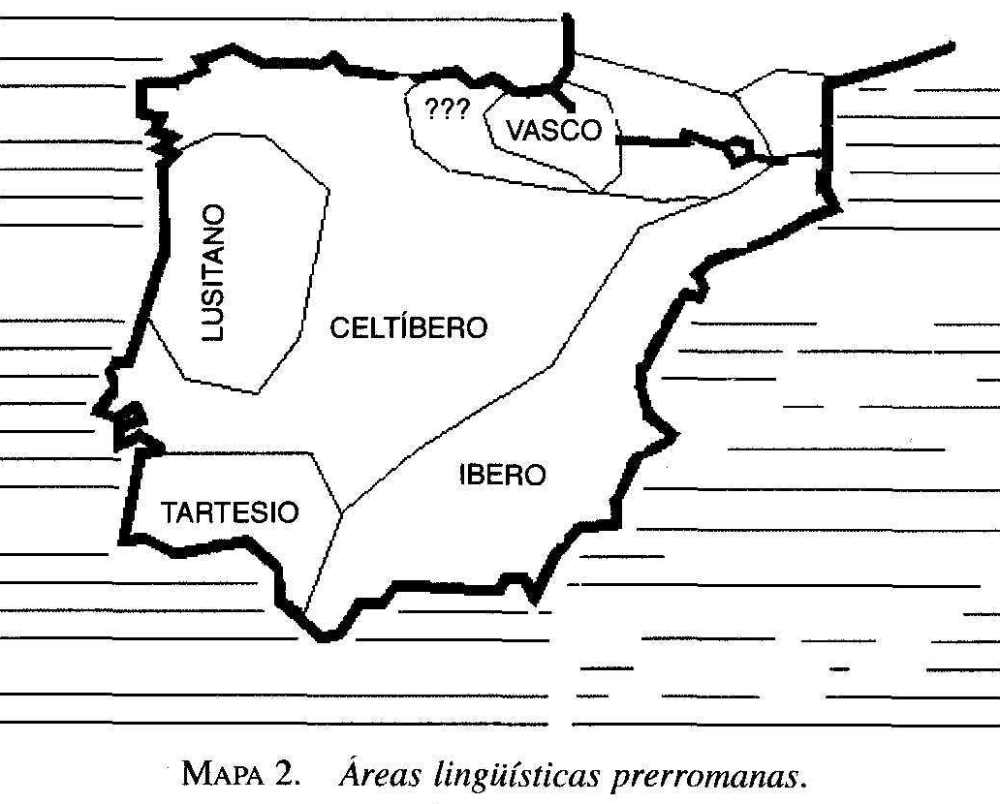 ???
VASCO
LUSITANO
CELTÍBERO
IBERO
TARTESIO
MAPA 2. Áreas lingüísticas prerromanas.